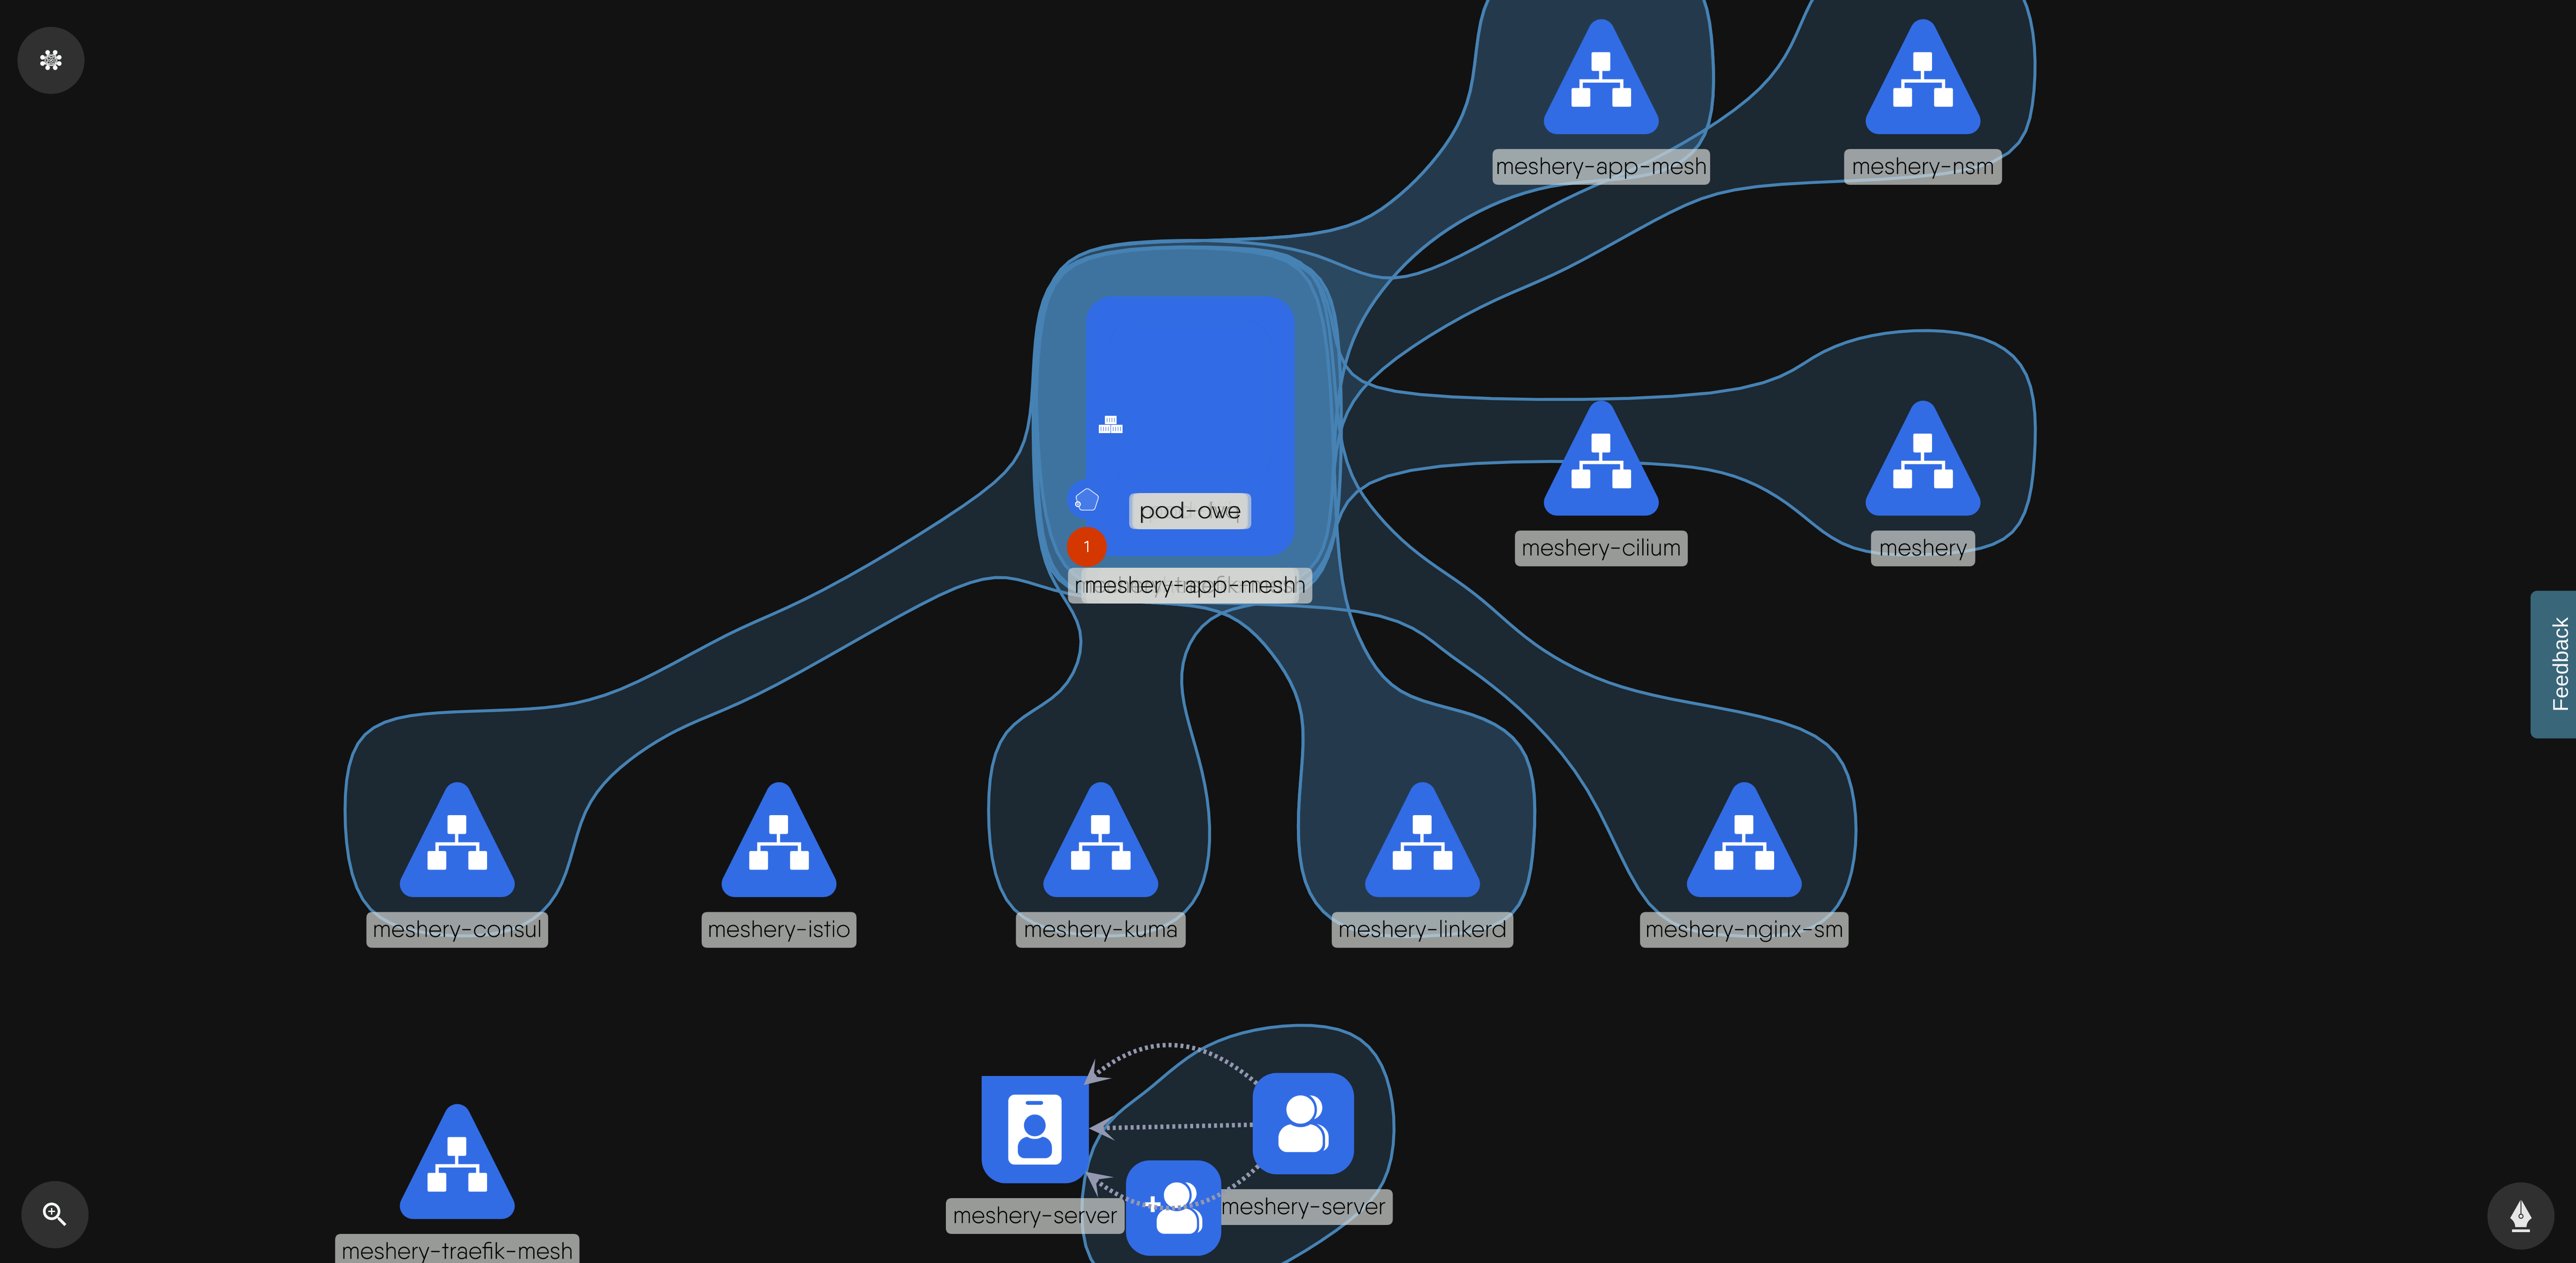 meshery-app-mesh
meshery-nsm
pod-owe
1
meshery-app-mesh
meshery-cilium
meshery
Feedback
meshery-consul
meshery-istio
meshery-kuma
meshery-linkerd
meshery-nginx-sm
meshery-server
meshery-server
meshery-traefik-mesh